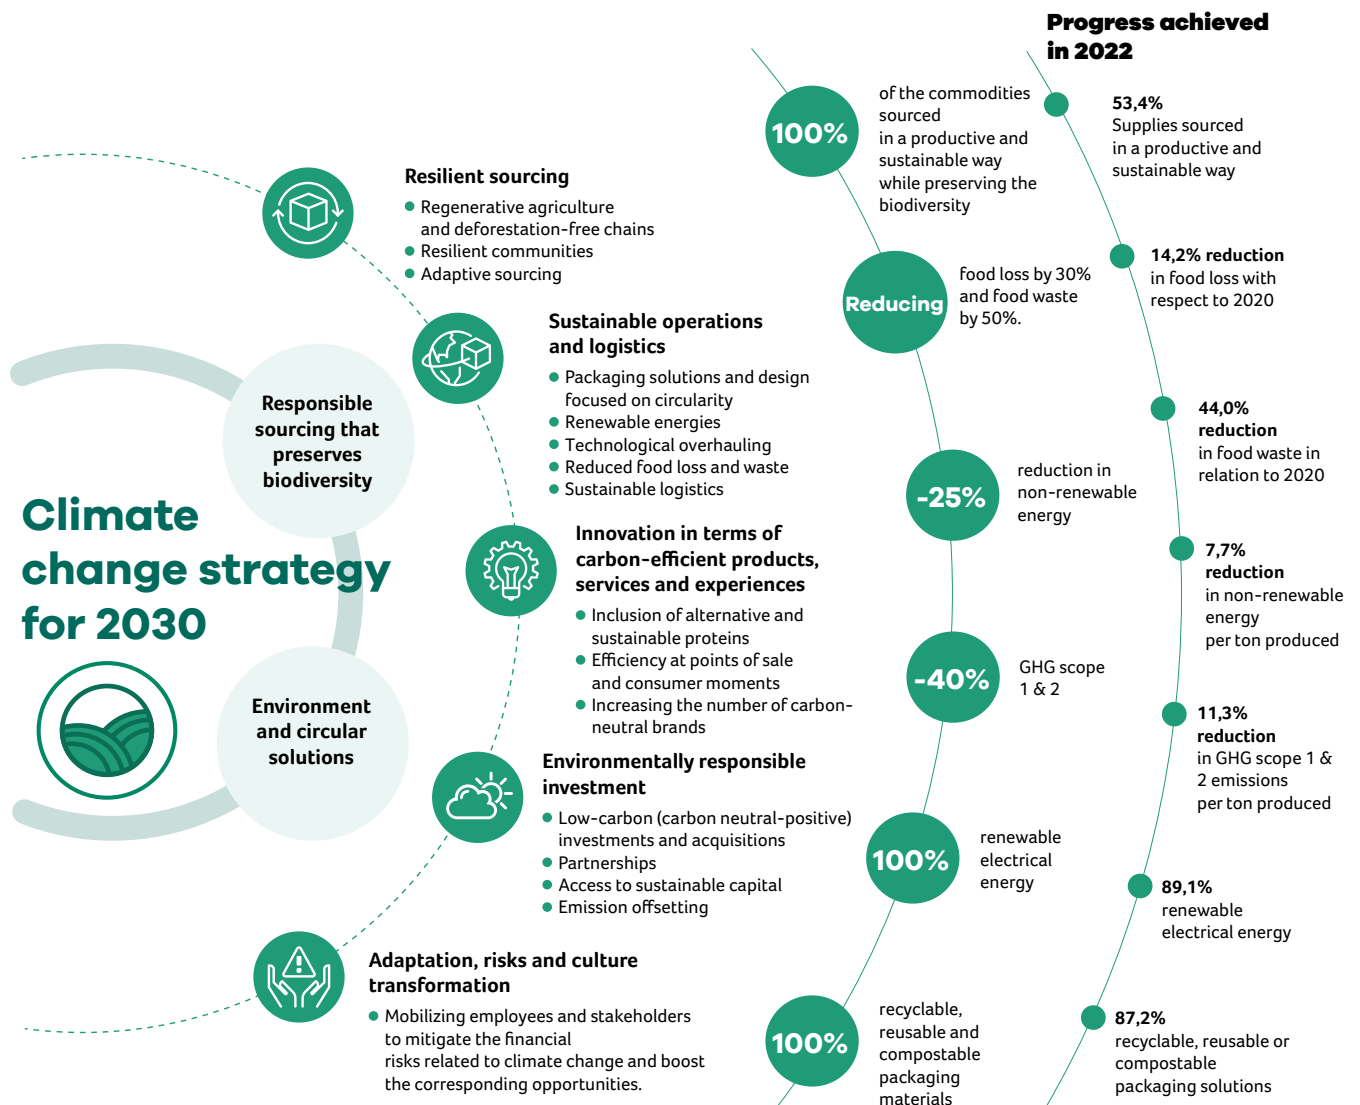 Climate
change strategy
for 2030
Responsible
sourcing that
preserves
biodiversity
Environment
and circular
solutions
Resilient sourcing
Regenerative agriculture
and deforestation-free chains
Resilient communities
Adaptive sourcing
Sustainable operations
and logistics
Packaging solutions and design
focused on circularity
Renewable energies
Technological overhauling
Reduced food loss and waste
Sustainable logistics
Innovation in terms of
carbon-efficient products,
services and experiences
Inclusion of alternative and
sustainable proteins
Efficiency at points of sale
and consumer moments
Increasing the number of carbon-
neutral brands
Environmentally responsible
investment
Low-carbon (carbon neutral-positive)
investments and acquisitions
Partnerships
Access to sustainable capital
Emission offsetting
Adaptation, risks and culture
transformation
Mobilizing employees and stakeholders
to mitigate the financial
risks related to climate change and boost
the corresponding opportunities.
100%
of the commodities
sourced
in a productive and
sustainable way
while preserving the
biodiversity
Reducing
food loss by 30%
and food waste
by 50%.
-25%
reduction in
non-renewable
energy
-40%
GHG scope
1 & 2
100%
renewable
electrical
energy
100%
recyclable,
reusable and
compostable
packaging
materials
Progress achieved
in 2022
53,4%
Supplies sourced
in a productive and
sustainable way
14,2% reduction
in food loss with
respect to 2020
44,0%
reduction
in food waste in
relation to 2020
7,7%
reduction
in non-renewable
energy
per ton produced
11,3%
reduction
in GHG scope 1 &
2 emissions
per ton produced
89,1%
renewable
electrical energy
87,2%
recyclable, reusable or
compostable
packaging solutions